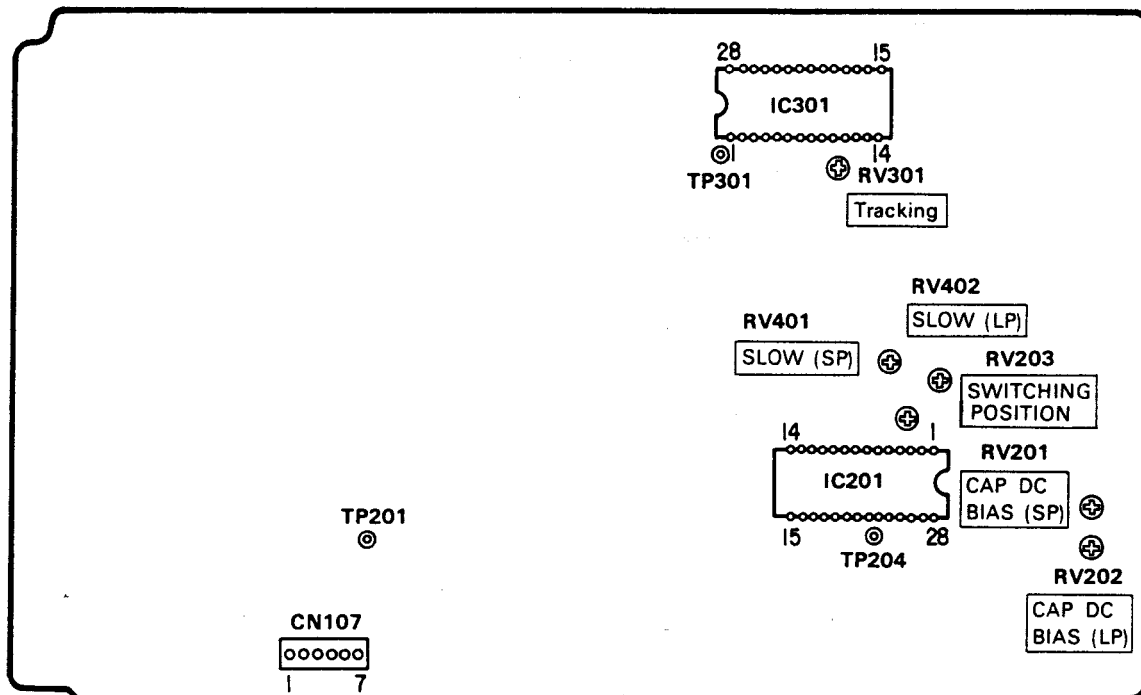 28 15
IC301
1 14
TP301
RV301
Tracking
RV402
SLOW (LP)
RV401
SLOW (SP)
RV203
SWITCHING
POSITION
14 1
IC201
15 28
TP204
RV201
CAP DC
BIAS (SP)
TP201
RV202
CAP DC
BIAS (LP)
CN107
1 7